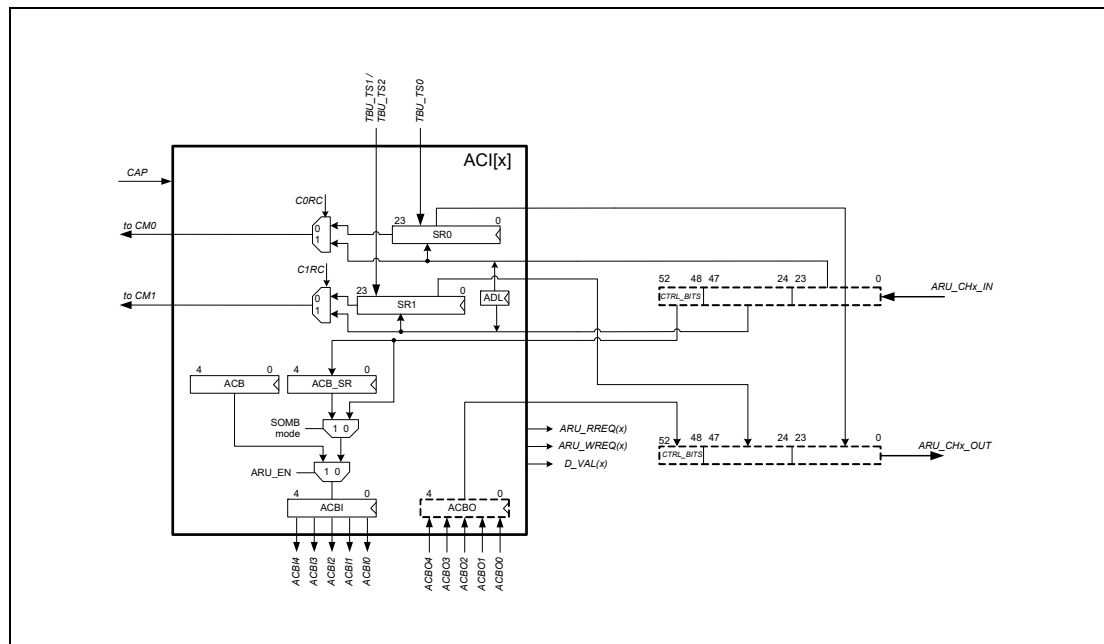 TBU_TS1 /
TBU_TS2
TBU_TS0
ACI[x]
CAP
C0RC
23
0
0
1
SR0
to CM0
C1RC
23
0
0
1
SR1
ADL
to CM1
52
48
47
24
23
0
CTRL_BITS
ARU_CHx_IN
4
0
ACB
4
0
ACB_SR
SOMB
mode
1 0
ARU_EN
1 0
4
0
ACBI
4
0
ACBO
ARU_RREQ(x)
ARU_WREQ(x)
D_VAL(x)
52
48
47
24
23
0
CTRL_BITS
ARU_CHx_OUT
ACBI4
ACBI3
ACBI2
ACBI1
ACBI0
ACBO4
ACBO3
ACBO2
ACBO1
ACBO0